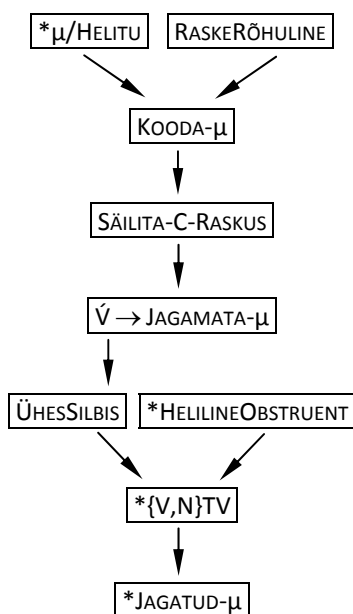 *μ/HELITU RASKERÕHULINE
KOODA-μ
SÄILITA-C-RASKUS
V́ → JAGAMATA-μ
ÜHESSILBIS *HELILINEOBSTRUENT
*{V,N}TV
*JAGATUD-μ